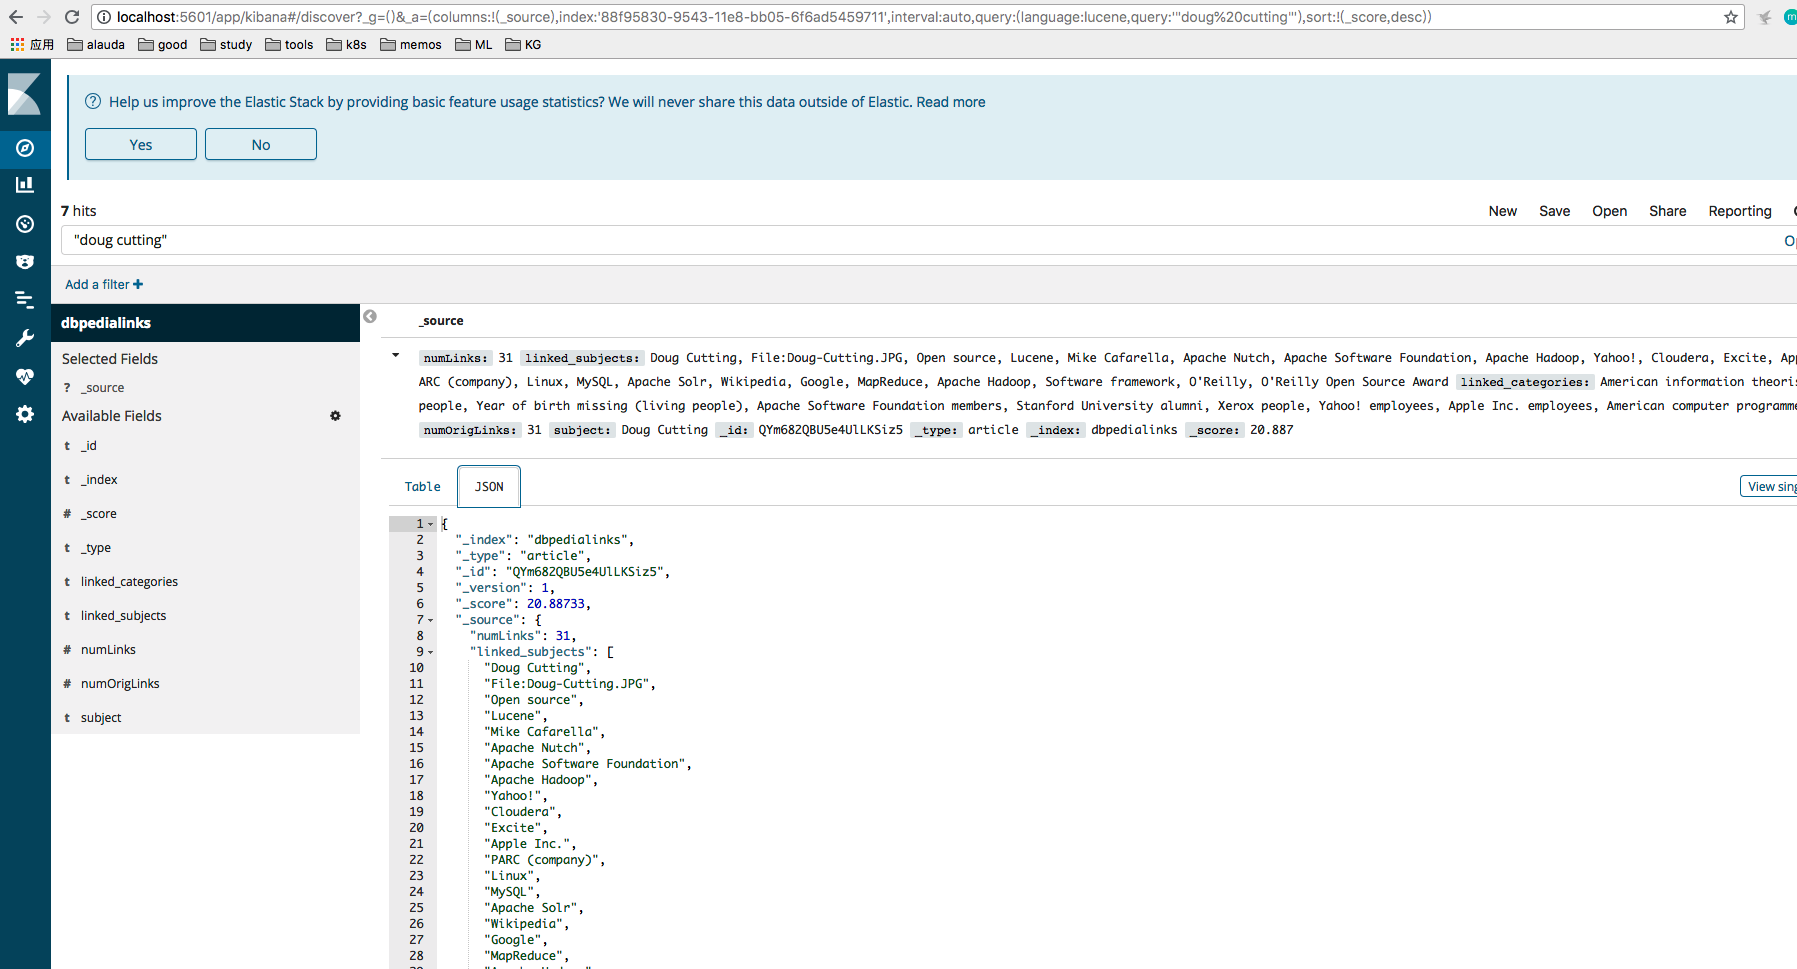 localhost:5601/app/kibana#/discover?_g=()&_a=(columns:!(_source),index:'88f95830-9543-11e8-bb05-6f6ad5459711',interval:auto,query:(language:lucene,query:'"doug%20cutting"'),sort:!(_score,desc))
应用 alauda good study tools k8s memos ML KG
Help us improve the Elastic Stack by providing basic feature usage statistics? We will never share this data outside of Elastic. Read more
Yes No
7 hits
New Save Open Share Reporting
"doug cutting"
Add a filter +
dbpedialinks
Selected Fields
? _source
Available Fields
t _id
t _index
# _score
t _type
t linked_categories
t linked_subjects
# numLinks
# numOrigLinks
t subject
_source
numLinks: 31 linked_subjects: Doug Cutting, File:Doug-Cutting.JPG, Open source, Lucene, Mike Cafarella, Apache Nutch, Apache Software Foundation, Apache Hadoop, Yahoo!, Cloudera, Excite, App
ARC (company), Linux, MySQL, Apache Solr, Wikipedia, Google, MapReduce, Apache Hadoop, Software framework, O'Reilly, O'Reilly Open Source Award linked_categories: American information theoris
people, Year of birth missing (living people), Apache Software Foundation members, Stanford University alumni, Xerox people, Yahoo! employees, Apple Inc. employees, American computer programme
numOrigLinks: 31 subject: Doug Cutting _id: QYm682QBU5e4UlLKSiz5 _type: article _index: dbpedialinks _score: 20.887
Table JSON
View sing
1 {
2 "_index": "dbpedialinks",
3 "_type": "article",
4 "_id": "QYm682QBU5e4UlLKSiz5",
5 "_version": 1,
6 "_score": 20.88733,
7 "_source": {
8 "numLinks": 31,
9 "linked_subjects": [
10 "Doug Cutting",
11 "File:Doug-Cutting.JPG",
12 "Open source",
13 "Lucene",
14 "Mike Cafarella",
15 "Apache Nutch",
16 "Apache Software Foundation",
17 "Apache Hadoop",
18 "Yahoo!",
19 "Cloudera",
20 "Excite",
21 "Apple Inc.",
22 "PARC (company)",
23 "Linux",
24 "MySQL",
25 "Apache Solr",
26 "Wikipedia",
27 "Google",
28 "MapReduce",